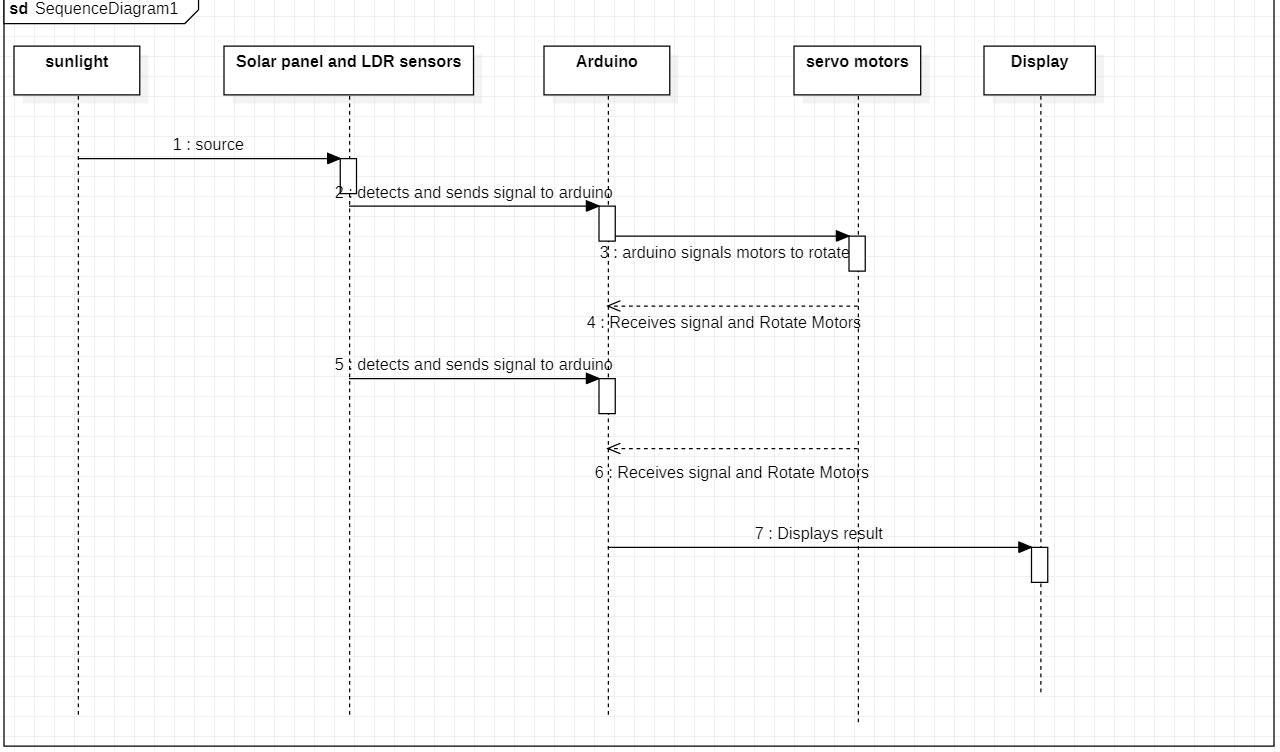 sd SequenceDiagram1
sunlight
Solar panel and LDR sensors
Arduino
servo motors
Display
1 : source
2 : detects and sends signal to arduino
3 : arduino signals motors to rotate
4 : Receives signal and Rotate Motors
5 : detects and sends signal to arduino
6 : Receives signal and Rotate Motors
7 : Displays result